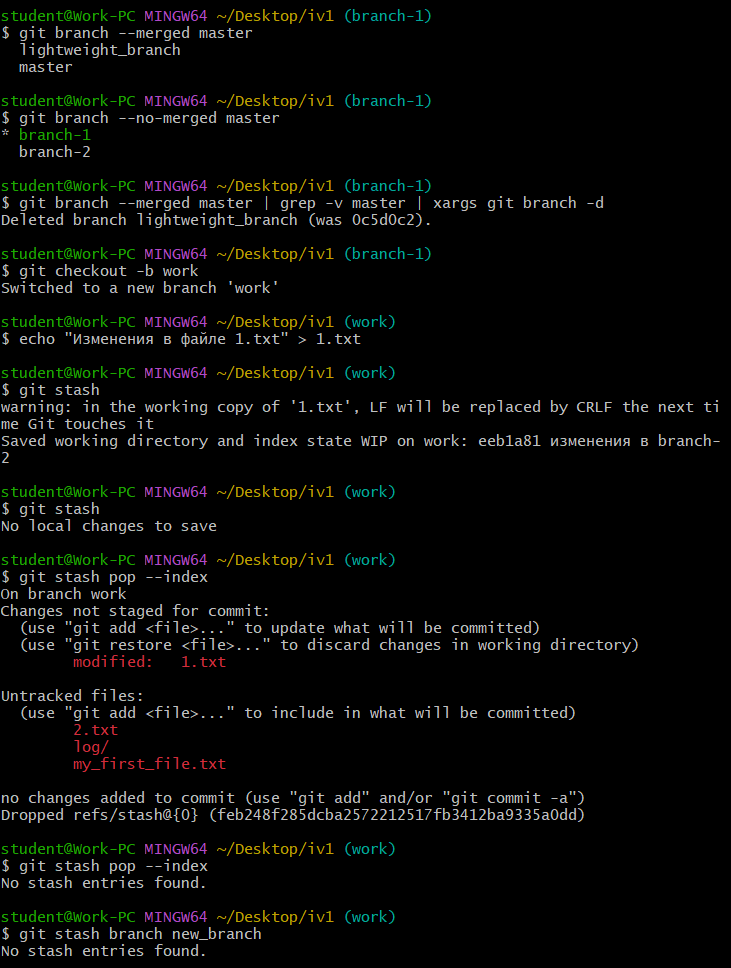 student@Work-PC MINGW64 ~/Desktop/iv1 (branch-1)
$ git branch --merged master
  lightweight_branch
  master

student@Work-PC MINGW64 ~/Desktop/iv1 (branch-1)
$ git branch --no-merged master
* branch-1
  branch-2

student@Work-PC MINGW64 ~/Desktop/iv1 (branch-1)
$ git branch --merged master | grep -v master | xargs git branch -d
Deleted branch lightweight_branch (was 0c5d0c2).

student@Work-PC MINGW64 ~/Desktop/iv1 (branch-1)
$ git checkout -b work
Switched to a new branch 'work'

student@Work-PC MINGW64 ~/Desktop/iv1 (work)
$ echo "Изменения в файле 1.txt" > 1.txt

student@Work-PC MINGW64 ~/Desktop/iv1 (work)
$ git stash
warning: in the working copy of '1.txt', LF will be replaced by CRLF the next ti
me Git touches it
Saved working directory and index state WIP on work: eeb1a81 изменения в branch-
2

student@Work-PC MINGW64 ~/Desktop/iv1 (work)
$ git stash
No local changes to save

student@Work-PC MINGW64 ~/Desktop/iv1 (work)
$ git stash pop --index
On branch work
Changes not staged for commit:
  (use "git add <file>..." to update what will be committed)
  (use "git restore <file>..." to discard changes in working directory)
        modified:   1.txt

Untracked files:
  (use "git add <file>..." to include in what will be committed)
        2.txt
        log/
        my_first_file.txt

no changes added to commit (use "git add" and/or "git commit -a")
Dropped refs/stash@{0} (feb248f285dcba2572212517fb3412ba9335a0dd)

student@Work-PC MINGW64 ~/Desktop/iv1 (work)
$ git stash pop --index
No stash entries found.

student@Work-PC MINGW64 ~/Desktop/iv1 (work)
$ git stash branch new_branch
No stash entries found.